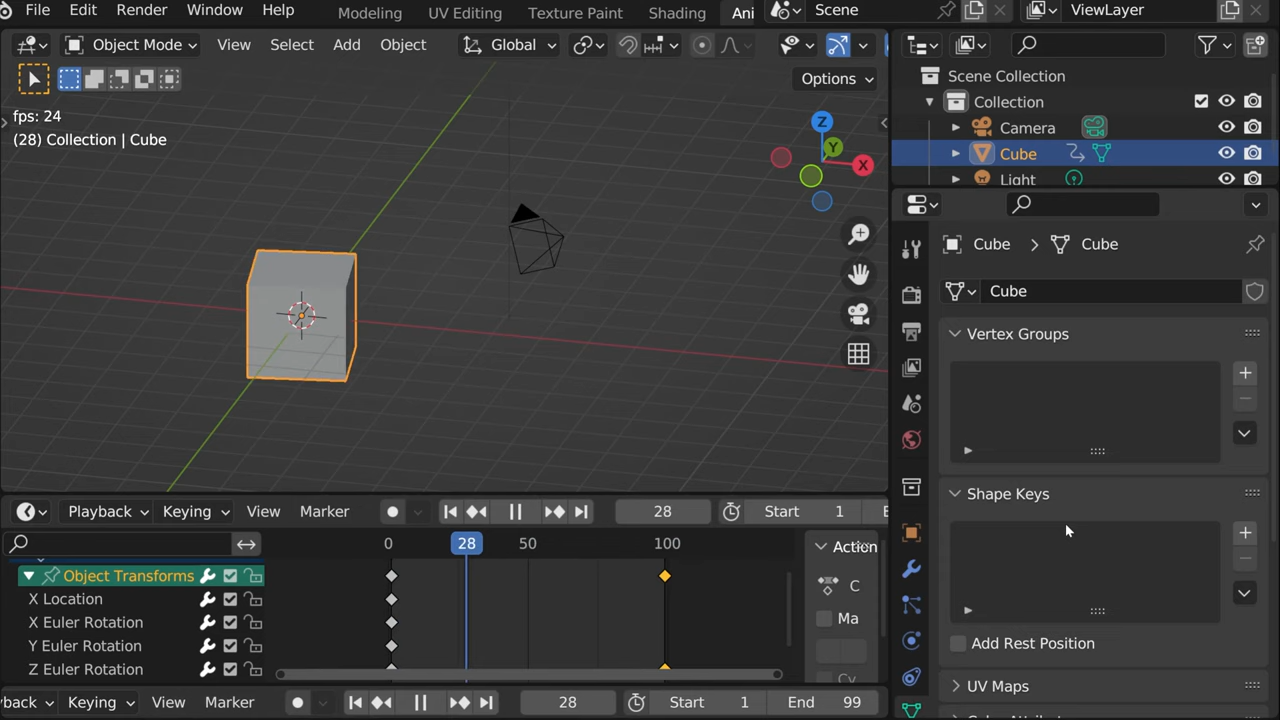 File Edit Render Window Help Modeling UV Editing Texture Paint Shading Ani Scene ViewLayer
Object Mode View Select Add Object Global
Options
fps: 24
(28) Collection | Cube
Z
Y
X
Scene Collection
Collection
Camera
Cube
Light
Cube > Cube
Cube
Vertex Groups
Shape Keys
Add Rest Position
UV Maps
Playback Keying View Marker 28 Start 1 E
0 28 50 100
Object Transforms
X Location
X Euler Rotation
Y Euler Rotation
Z Euler Rotation
Action
C
Ma
Cy
yback Keying View Marker 28 Start 1 End 99